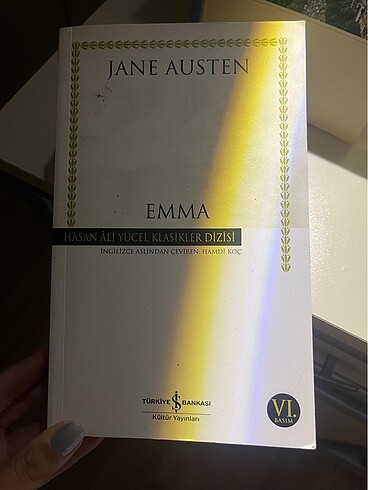 JANE AUSTEN
EMMA
HASAN ÂLİ YÜCEL KLASİKLER DİZİSİ
İNGİLİZCE ASLINDAN ÇEVİREN: HAMDİ KOÇ
TÜRKİYE İŞ BANKASI
Kültür Yayınları
VI.
BASIM